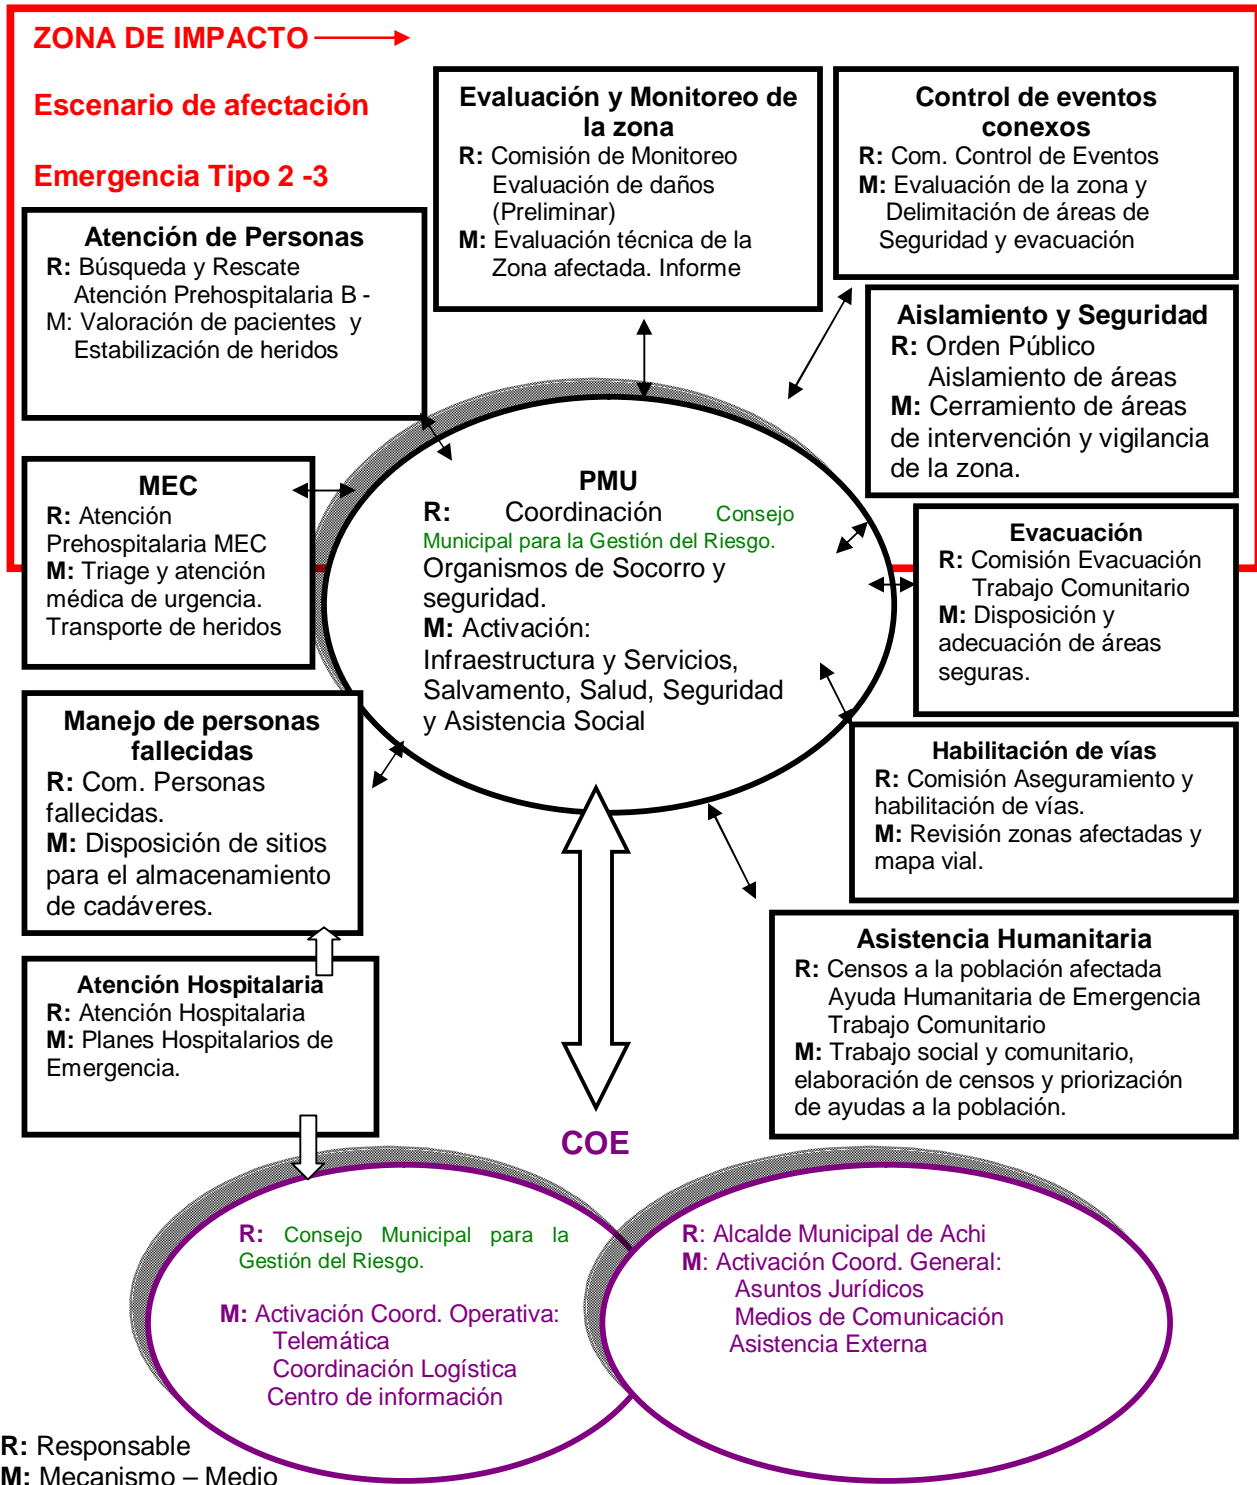 ZONA DE IMPACTO
Escenario de afectación
Emergencia Tipo 2 -3
Evaluación y Monitoreo de
la zona
R: Comisión de Monitoreo
Evaluación de daños
(Preliminar)
M: Evaluación técnica de la
Zona afectada. Informe
Control de eventos
conexos
R: Com. Control de Eventos
M: Evaluación de la zona y
Delimitación de áreas de
Seguridad y evacuación
Atención de Personas
R: Búsqueda y Rescate
Atención Prehospitalaria B -
M: Valoración de pacientes y
Estabilización de heridos
Aislamiento y Seguridad
R: Orden Público
Aislamiento de áreas
M: Cerramiento de áreas
de intervención y vigilancia
de la zona.
MEC
R: Atención
Prehospitalaria MEC
M: Triage y atención
médica de urgencia.
Transporte de heridos
PMU
R: Coordinación Consejo
Municipal para la Gestión del Riesgo.
Organismos de Socorro y
seguridad.
M: Activación:
Infraestructura y Servicios,
Salvamento, Salud, Seguridad
y Asistencia Social
Evacuación
R: Comisión Evacuación
Trabajo Comunitario
M: Disposición y
adecuación de áreas
seguras.
Manejo de personas
fallecidas
R: Com. Personas
fallecidas.
M: Disposición de sitios
para el almacenamiento
de cadáveres.
Habilitación de vías
R: Comisión Aseguramiento y
habilitación de vías.
M: Revisión zonas afectadas y
mapa vial.
Atención Hospitalaria
R: Atención Hospitalaria
M: Planes Hospitalarios de
Emergencia.
Asistencia Humanitaria
R: Censos a la población afectada
Ayuda Humanitaria de Emergencia
Trabajo Comunitario
M: Trabajo social y comunitario,
elaboración de censos y priorización
de ayudas a la población.
COE
R: Consejo Municipal para la
Gestión del Riesgo.
M: Activación Coord. Operativa:
Telemática
Coordinación Logística
Centro de información
R: Alcalde Municipal de Achi
M: Activación Coord. General:
Asuntos Jurídicos
Medios de Comunicación
Asistencia Externa
R: Responsable
M: Mecanismo – Medio